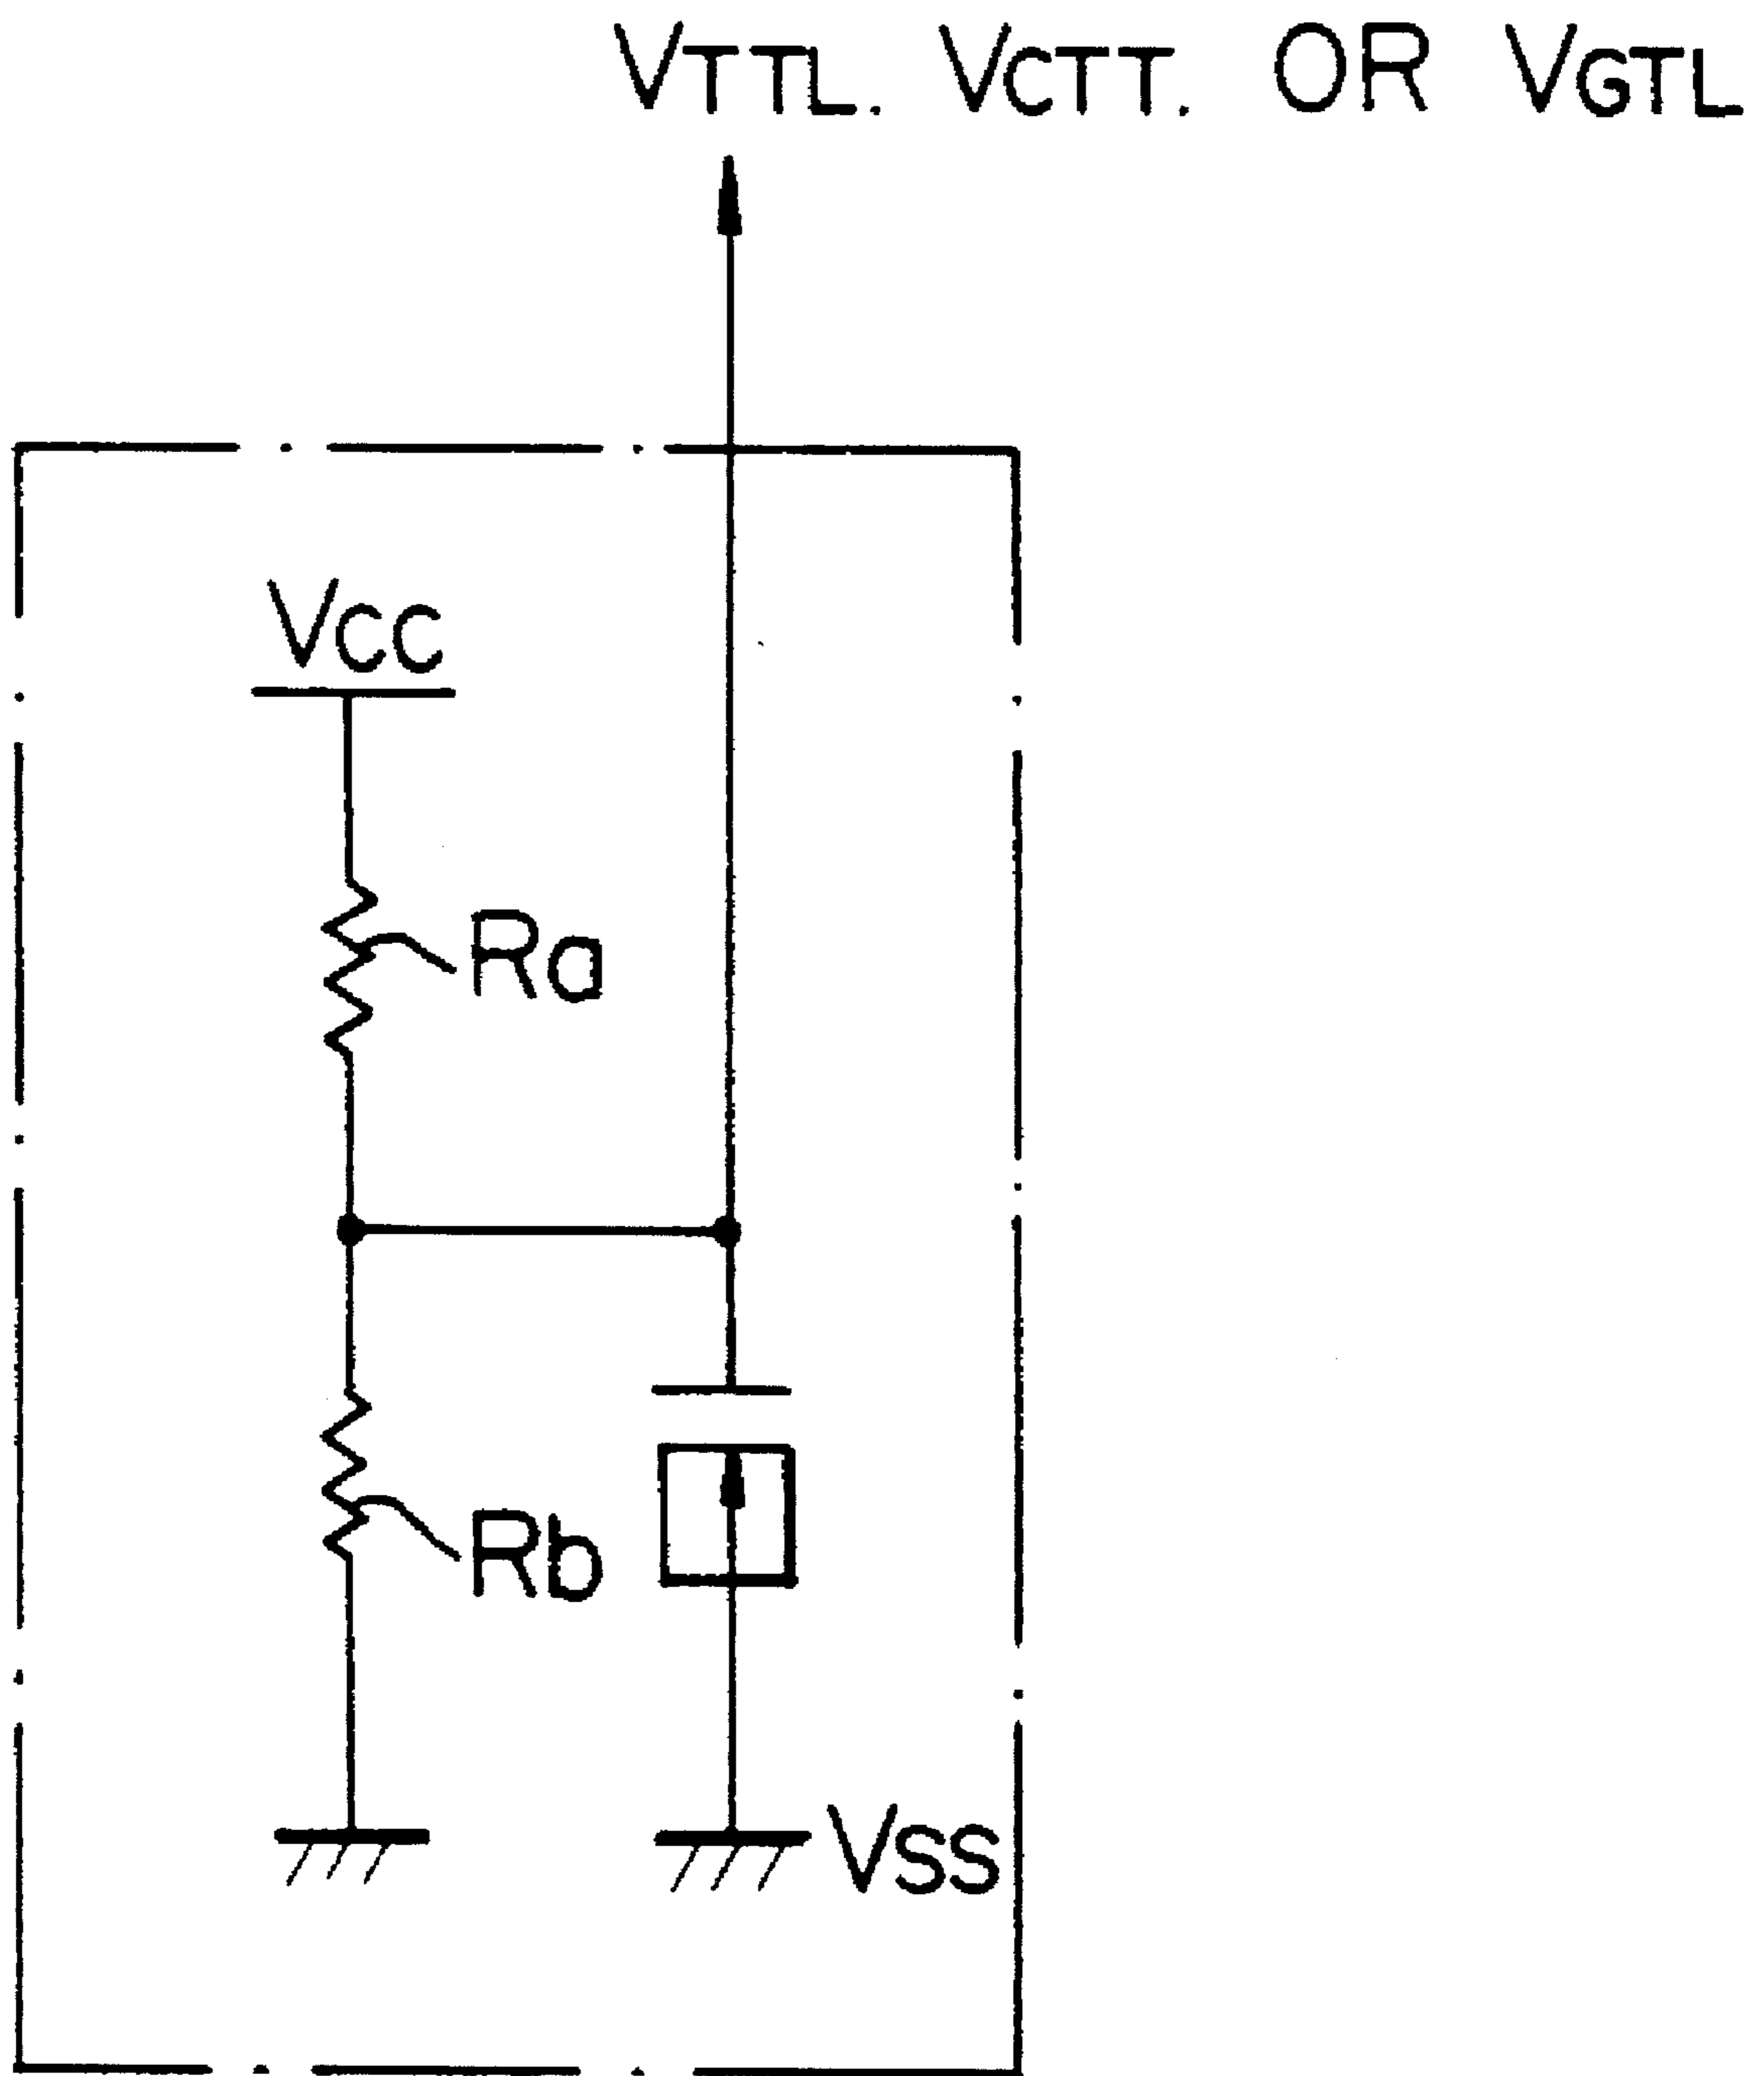 VTTL. VCTT. OR VGTL
VCC
Ra
Rb
VSS